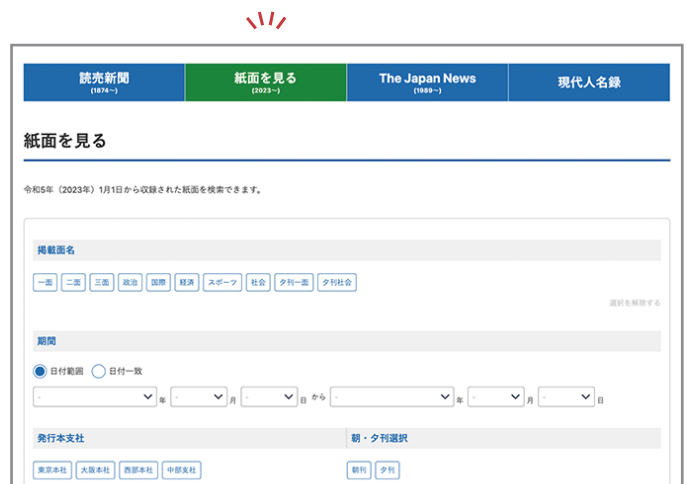 読売新聞 紙面を見る The Japan News 現代人名録
(1874～) (2023～) (1989～)
紙面を見る
令和5年（2023年）1月1日から収録された紙面を検索できます。
掲載面名
一面 二面 三面 政治 国際 経済 スポーツ 社会 夕刊一面 夕刊社会
選択を解除する
期間
日付範囲 日付一致
- 年 - 月 - 日 から - 年 - 月 - 日
発行本支社 朝・夕刊選択
東京本社 大阪本社 西部本社 中部支社 朝刊 夕刊